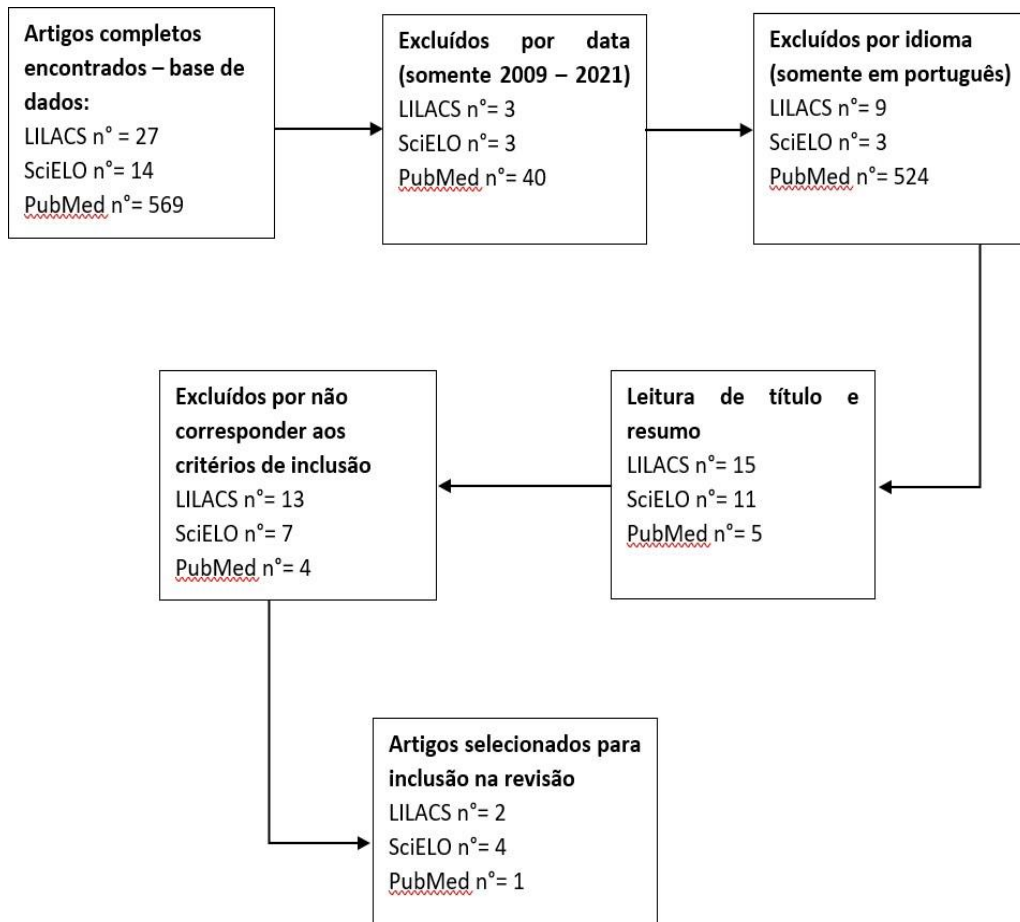 Artigos completos
encontrados – base de
dados:
LILACS n° = 27
SciELO n°= 14
PubMed n°= 569
Excluídos por data
(somente 2009 – 2021)
LILACS n°= 3
SciELO n°= 3
PubMed n°= 40
Excluídos por idioma
(somente em português)
LILACS n°= 9
SciELO n°= 3
PubMed n°= 524
Leitura de título e
resumo
LILACS n°= 15
SciELO n°= 11
PubMed n°= 5
Excluídos por não
corresponder aos
critérios de inclusão
LILACS n°= 13
SciELO n°= 7
PubMed n°= 4
Artigos selecionados para
inclusão na revisão
LILACS n°= 2
SciELO n°= 4
PubMed n°= 1